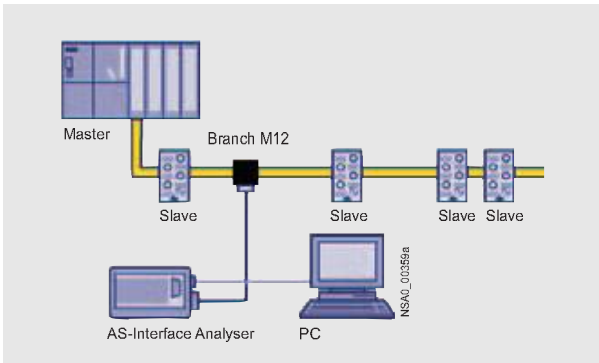 Master
Branch M12
Slave
Slave
Slave
Slave
AS-Interface Analyser
PC
NSA0_00359a